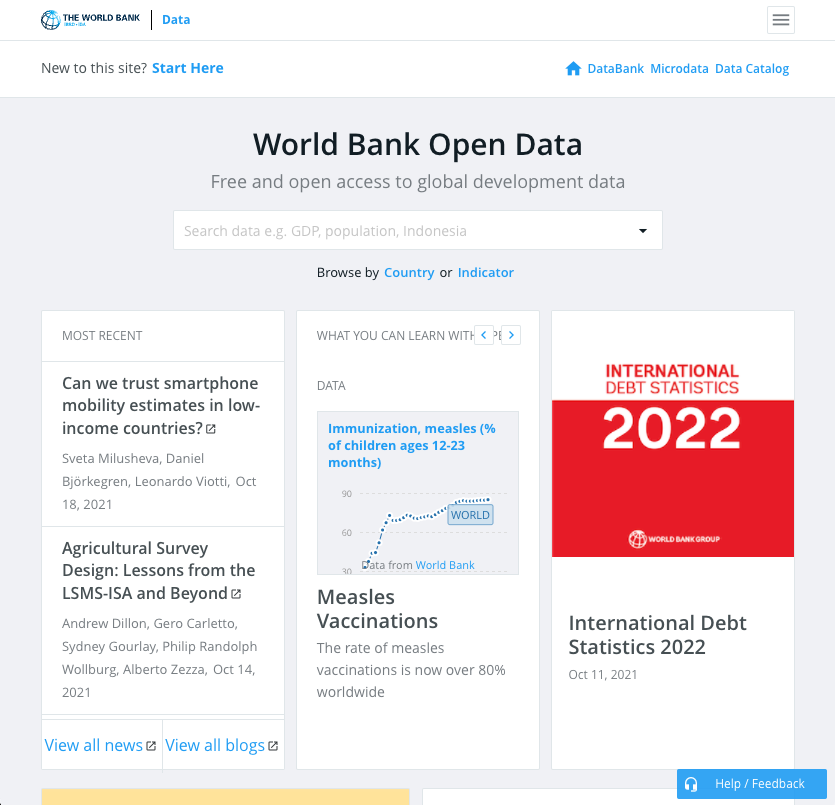 THE WORLD BANK
IBRD • IDA
Data
New to this site? Start Here
DataBank Microdata Data Catalog
World Bank Open Data
Free and open access to global development data
Search data e.g. GDP, population, Indonesia
Browse by Country or Indicator
MOST RECENT
Can we trust smartphone
mobility estimates in low-
income countries?
Sveta Milusheva, Daniel
Björkegren, Leonardo Viotti, Oct
18, 2021
Agricultural Survey
Design: Lessons from the
LSMS-ISA and Beyond
Andrew Dillon, Gero Carletto,
Sydney Gourlay, Philip Randolph
Wollburg, Alberto Zezza, Oct 14,
2021
View all news
View all blogs
WHAT YOU CAN LEARN WITH
DATA
Immunization, measles (%
of children ages 12-23
months)
90
WORLD
60
30
Data from World Bank
Measles
Vaccinations
The rate of measles
vaccinations is now over 80%
worldwide
INTERNATIONAL
DEBT STATISTICS
2022
WORLD BANK GROUP
International Debt
Statistics 2022
Oct 11, 2021
Help / Feedback